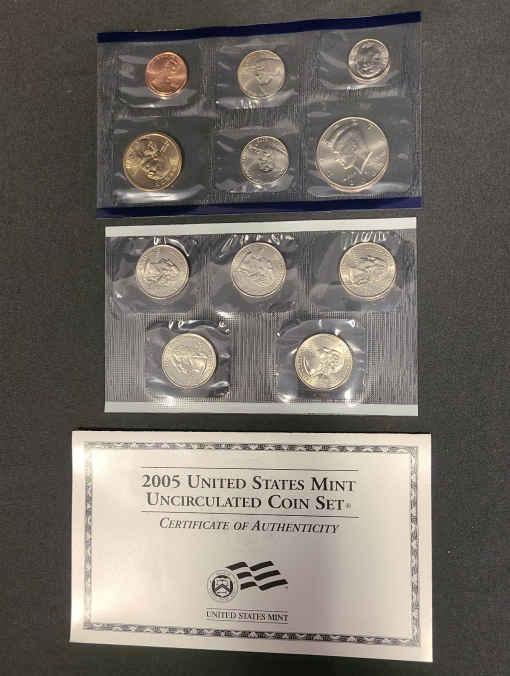 2005 UNITED STATES MINT
UNCIRCULATED COIN SET®
CERTIFICATE OF AUTHENTICITY
UNITED STATES MINT